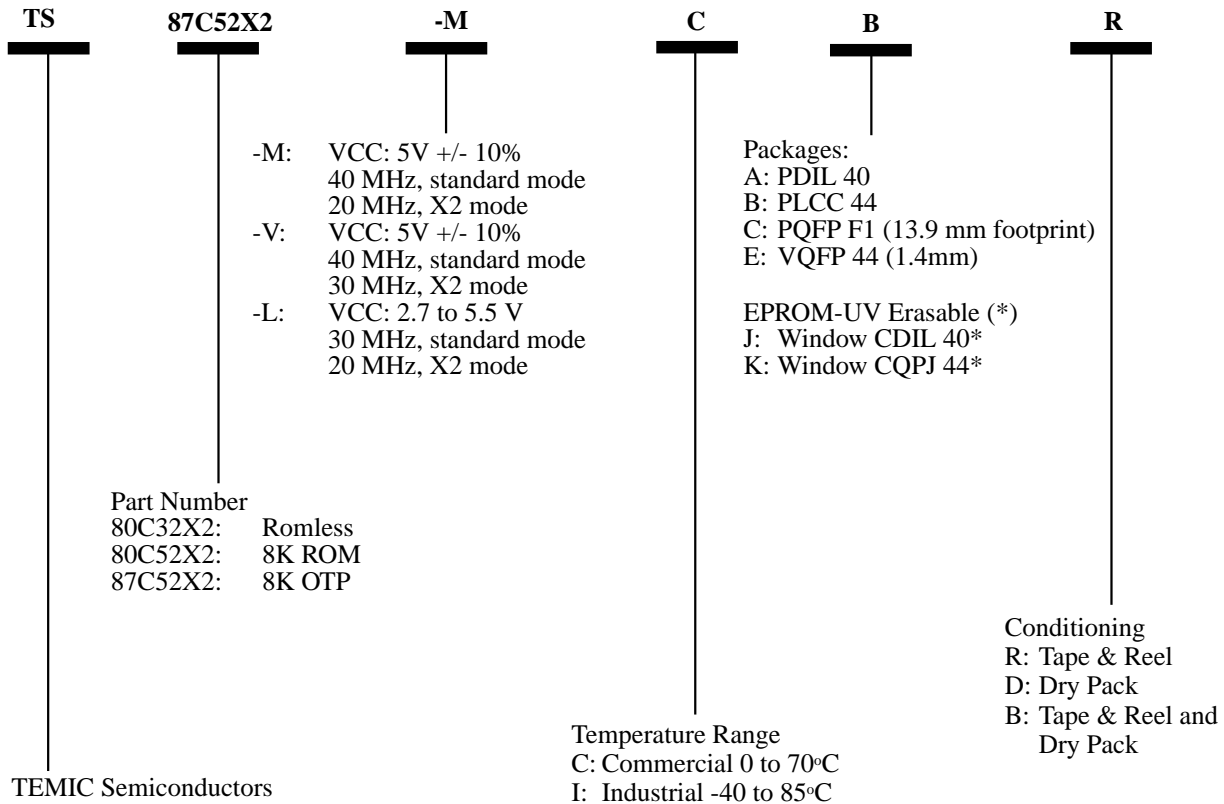 TS 87C52X2 -M C B R
-M: VCC: 5V +/- 10%
40 MHz, standard mode
20 MHz, X2 mode
-V: VCC: 5V +/- 10%
40 MHz, standard mode
30 MHz, X2 mode
-L: VCC: 2.7 to 5.5 V
30 MHz, standard mode
20 MHz, X2 mode
Packages:
A: PDIL 40
B: PLCC 44
C: PQFP F1 (13.9 mm footprint)
E: VQFP 44 (1.4mm)
EPROM-UV Erasable (*)
J: Window CDIL 40*
K: Window CQPJ 44*
Part Number
80C32X2: Romless
80C52X2: 8K ROM
87C52X2: 8K OTP
Conditioning
R: Tape & Reel
D: Dry Pack
B: Tape & Reel and
Dry Pack
Temperature Range
C: Commercial 0 to 70°C
I: Industrial -40 to 85°C
TEMIC Semiconductors